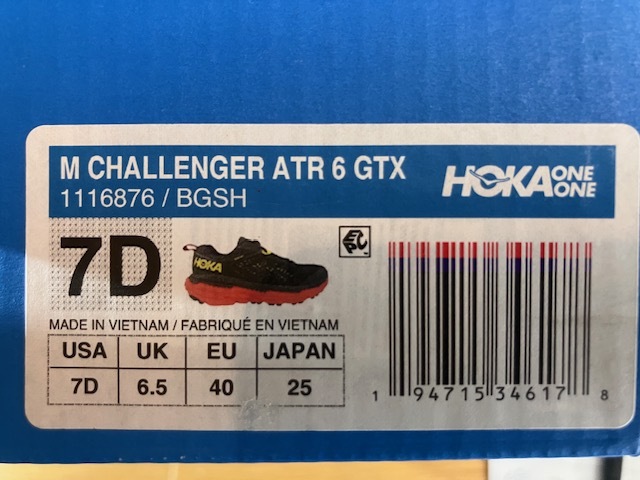 M CHALLENGER ATR 6 GTX
1116876 / BGSH
HOKA ONE ONE
7D
HOKA
EPC
MADE IN VIETNAM / FABRIQUÉ EN VIETNAM
USA UK EU JAPAN
7D 6.5 40 25
1 94715 34617 8